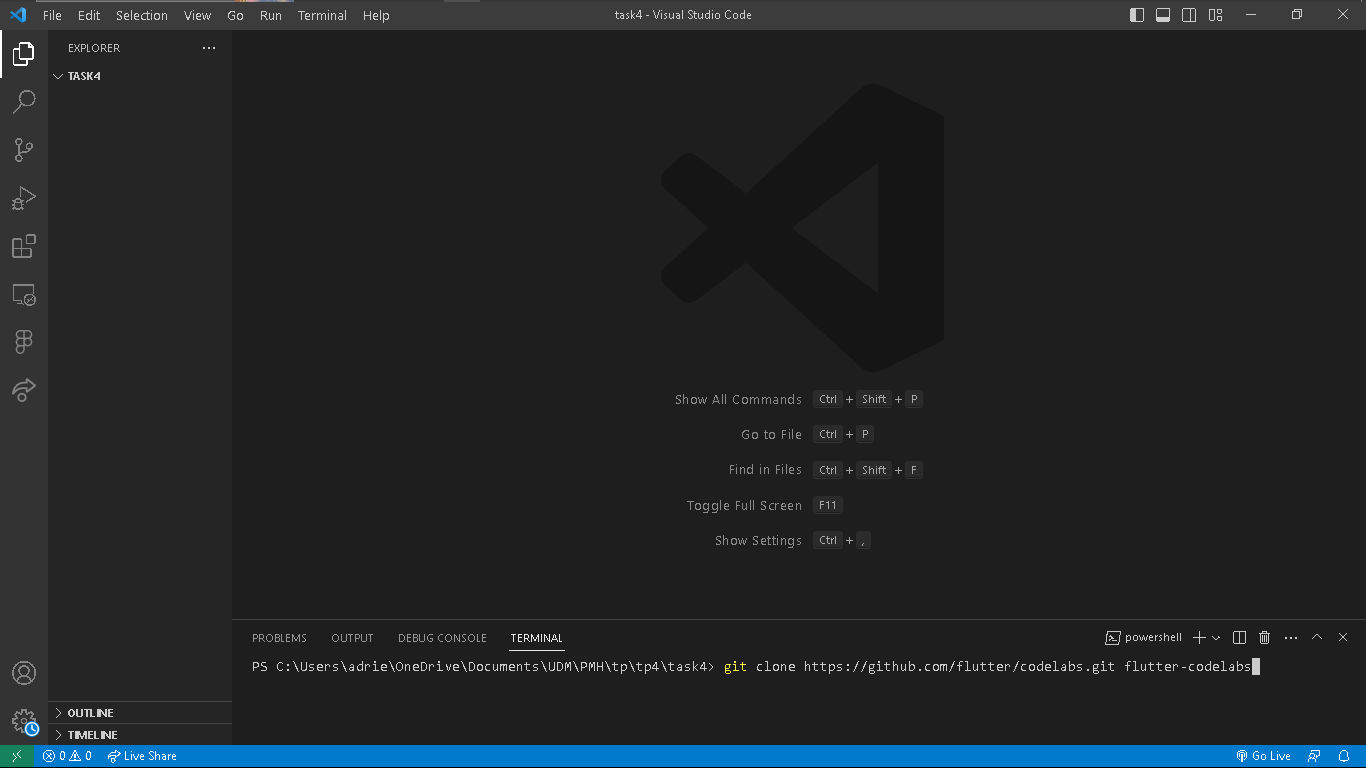 File Edit Selection View Go Run Terminal Help task4 - Visual Studio Code
EXPLORER
TASK4
Show All Commands Ctrl + Shift + P
Go to File Ctrl + P
Find in Files Ctrl + Shift + F
Toggle Full Screen F11
Show Settings Ctrl + ,
PROBLEMS OUTPUT DEBUG CONSOLE TERMINAL powershell
PS C:\Users\adrie\OneDrive\Documents\UDM\PMH\tp\tp4\task4> git clone https://github.com/flutter/codelabs.git flutter-codelabs
OUTLINE
TIMELINE
0 0 Live Share Go Live